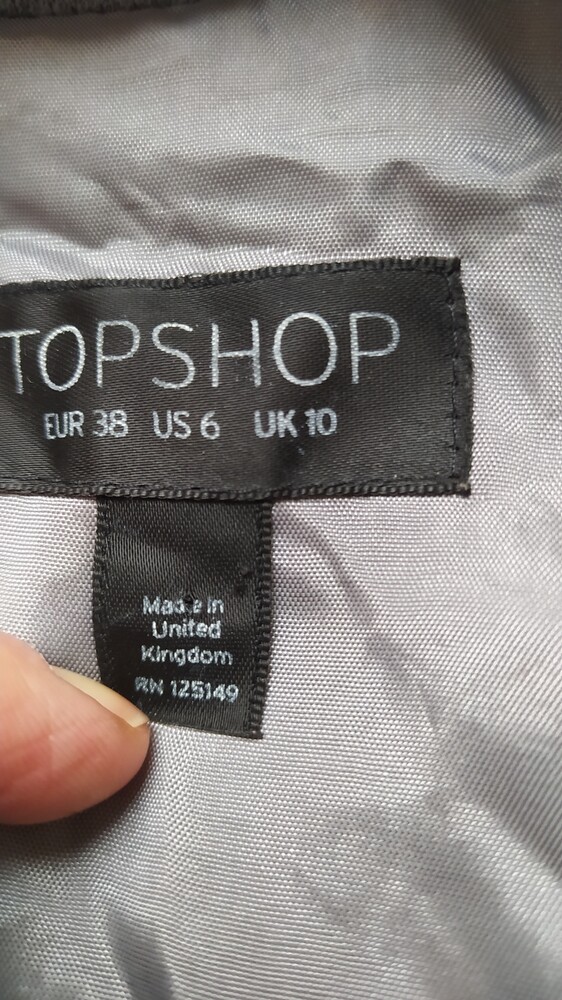 TOPSHOP
EUR 38 US 6 UK 10
Made in
United
Kingdom
RN 125149